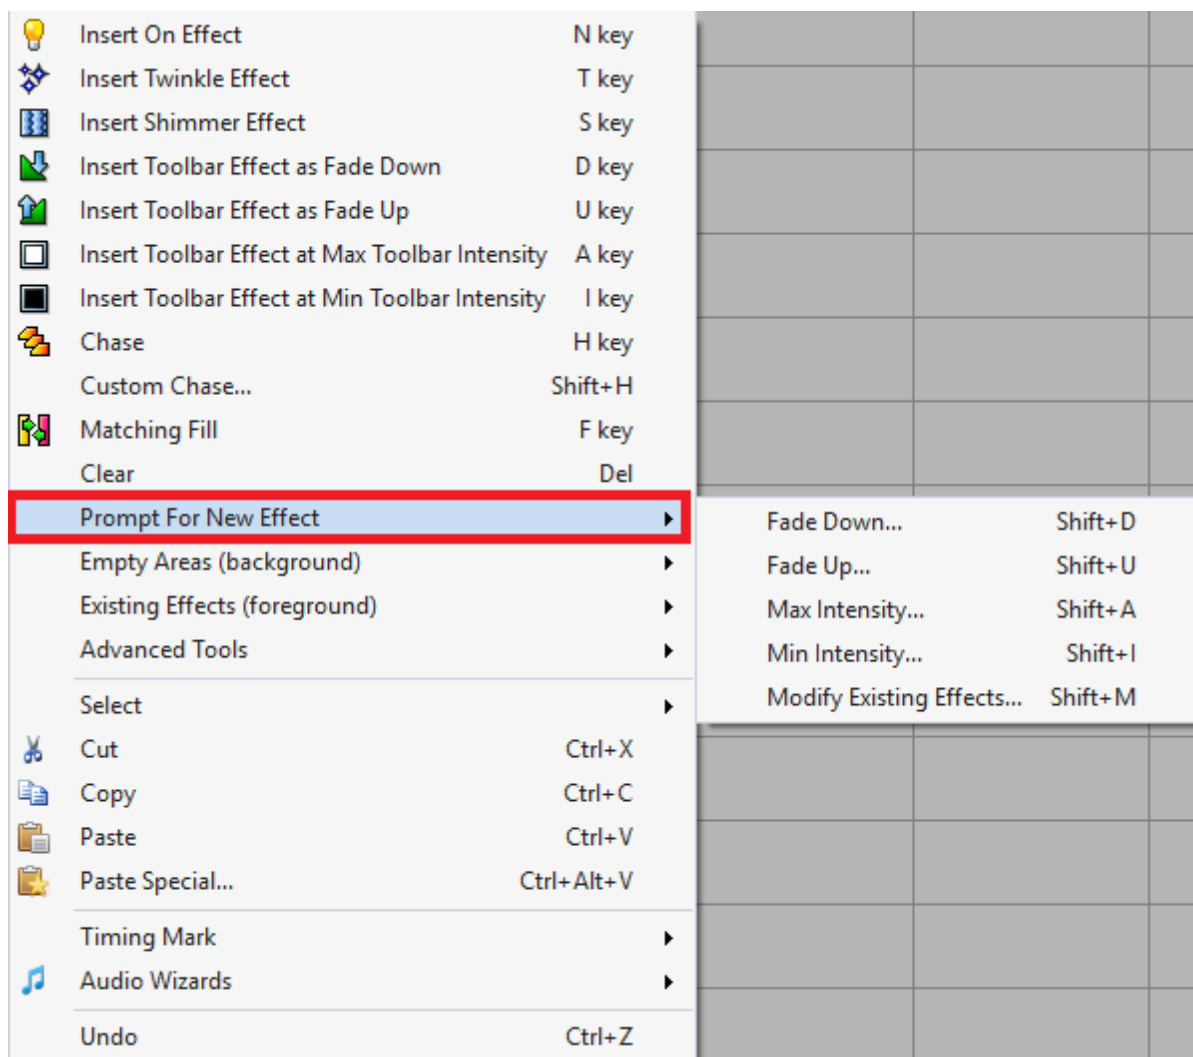 Insert On Effect N key
Insert Twinkle Effect T key
Insert Shimmer Effect S key
Insert Toolbar Effect as Fade Down D key
Insert Toolbar Effect as Fade Up U key
Insert Toolbar Effect at Max Toolbar Intensity A key
Insert Toolbar Effect at Min Toolbar Intensity I key
Chase H key
Custom Chase... Shift+H
Matching Fill F key
Clear Del
Prompt For New Effect
Empty Areas (background)
Existing Effects (foreground)
Advanced Tools
Select
Cut Ctrl+X
Copy Ctrl+C
Paste Ctrl+V
Paste Special... Ctrl+Alt+V
Timing Mark
Audio Wizards
Undo Ctrl+Z
Fade Down... Shift+D
Fade Up... Shift+U
Max Intensity... Shift+A
Min Intensity... Shift+I
Modify Existing Effects... Shift+M